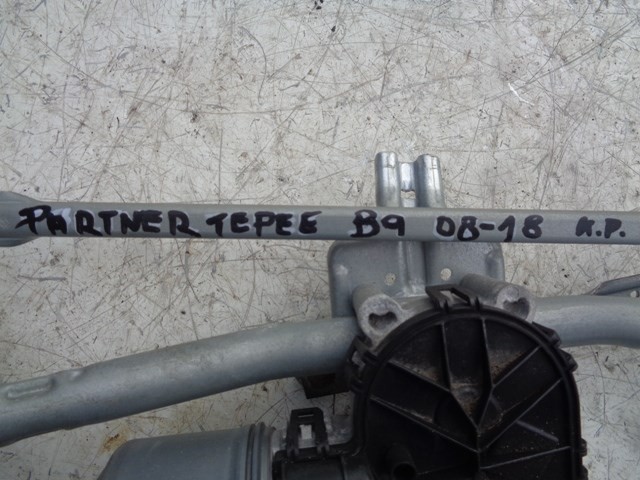 PARTNER TEPEE B9 08-18 K.P.